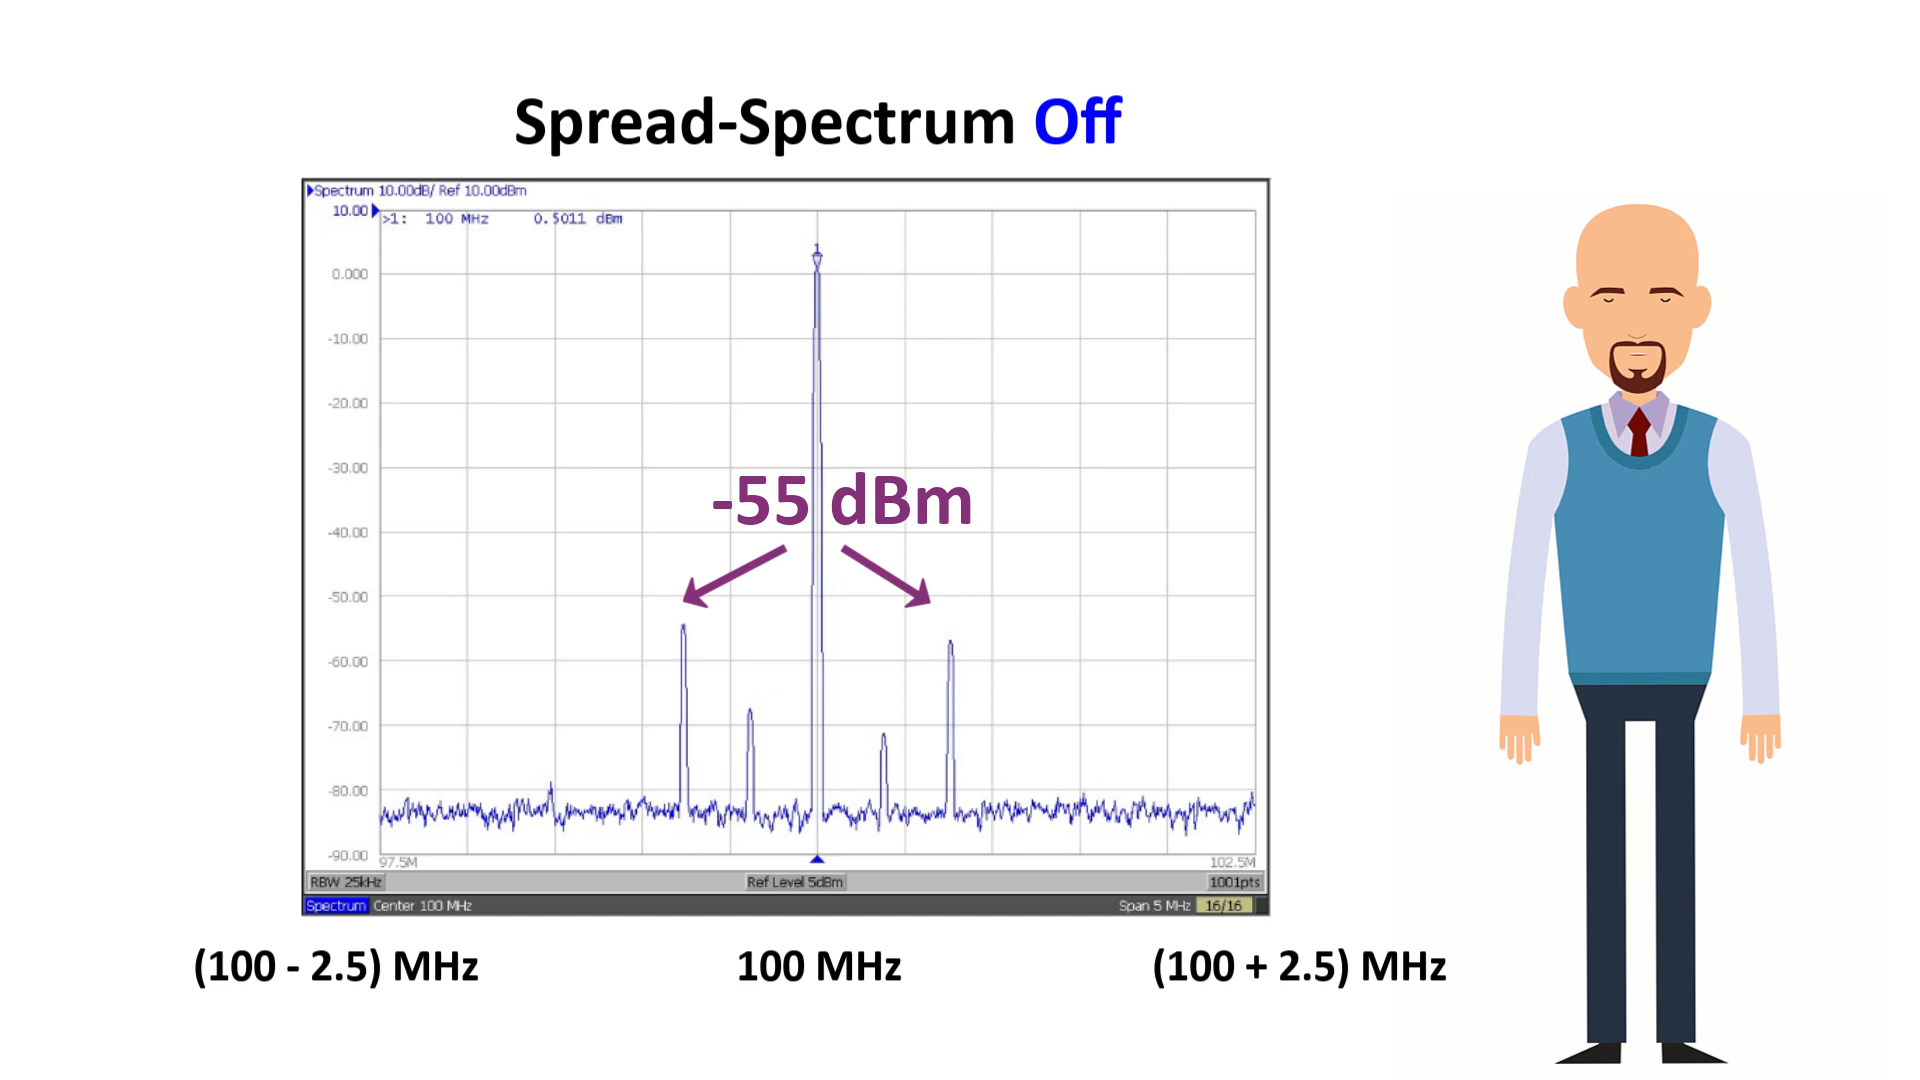 Spread-Spectrum Off
Spectrum 10.00dB/ Ref 10.00dBm
10.00
>1: 100 MHz 0.5011 dBm
1
0.000
-10.00
-20.00
-30.00
-55 dBm
-40.00
-50.00
-60.00
-70.00
-80.00
-90.00
97.5M 102.5M
RBW 25kHz Ref Level 5dBm 1001pts
Spectrum Center 100 MHz Span 5 MHz 16/16
(100 - 2.5) MHz 100 MHz (100 + 2.5) MHz